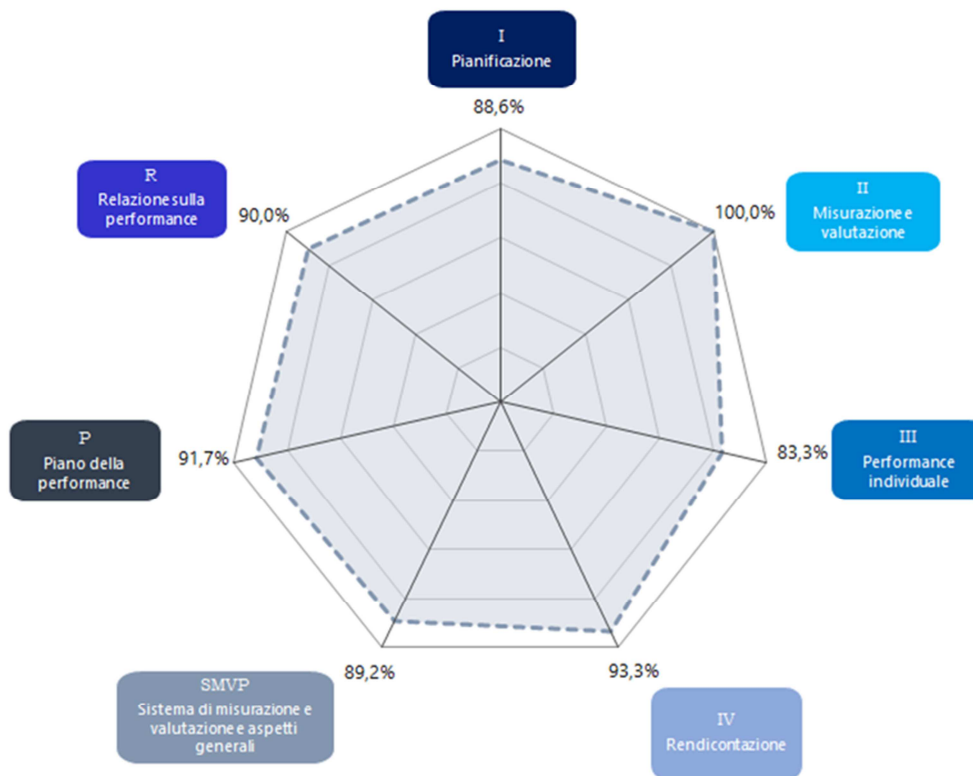 I
Pianificazione
88,6%
R
Relazione sulla
performance
90,0%
100,0%
II
Misurazione e
valutazione
P
Piano della
performance
91,7%
83,3%
III
Performance
individuale
SMVP
Sistema di misurazione e
valutazione e aspetti
generali
89,2%
93,3%
IV
Rendicontazione